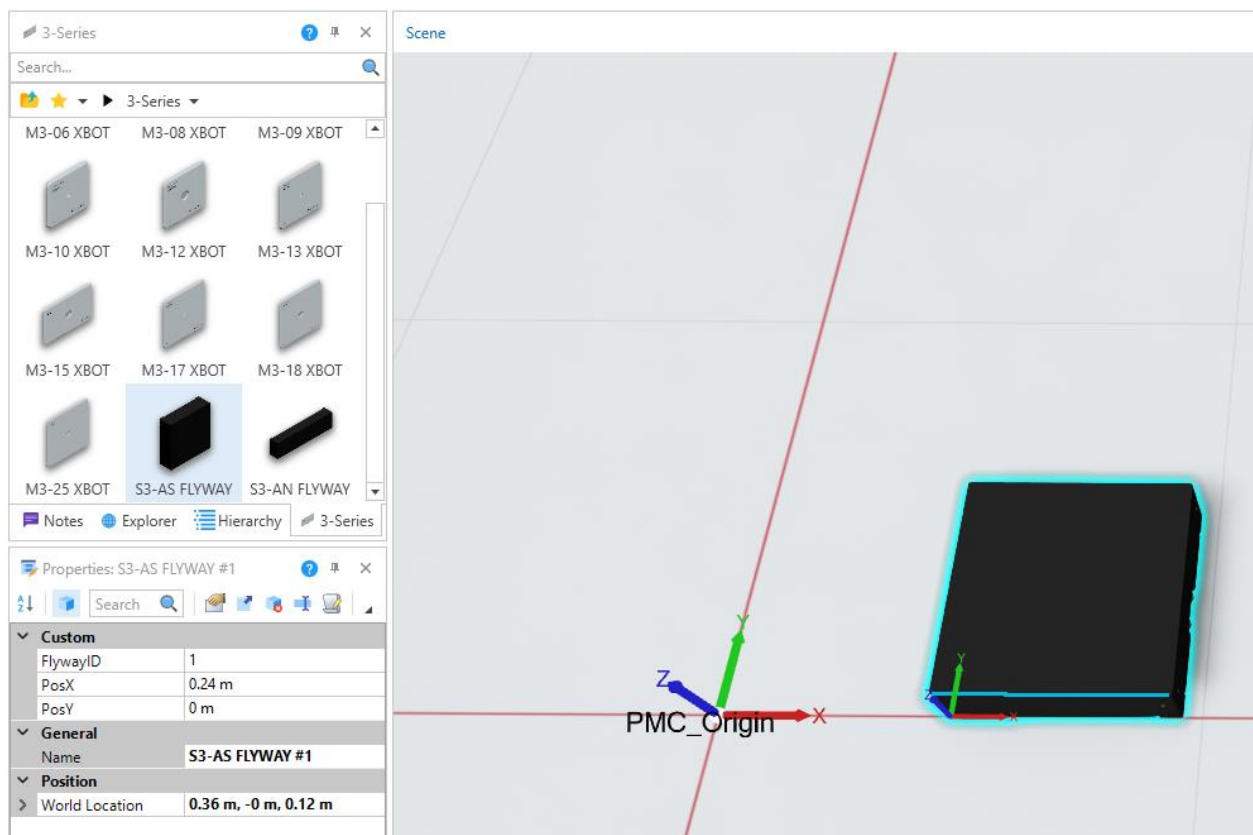 3-Series
Search...
3-Series
M3-06 XBOT M3-08 XBOT M3-09 XBOT
M3-10 XBOT M3-12 XBOT M3-13 XBOT
M3-15 XBOT M3-17 XBOT M3-18 XBOT
M3-25 XBOT S3-AS FLYWAY S3-AN FLYWAY
Notes Explorer Hierarchy 3-Series
Properties: S3-AS FLYWAY #1
Search
Custom
FlywayID 1
PosX 0.24 m
PosY 0 m
General
Name S3-AS FLYWAY #1
Position
World Location 0.36 m, -0 m, 0.12 m
Scene
Y
Z
X
PMC_Origin
Y
Z
X